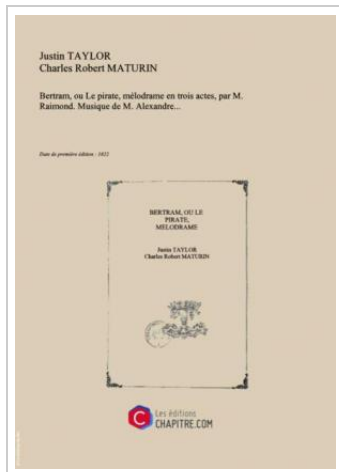 Justin TAYLOR
Charles Robert MATURIN
Bertram, ou Le pirate, mélodrame en trois actes, par M.
Raimond. Musique de M. Alexandre...
Date de première édition : 1822
BERTRAM, OU LE
PIRATE,
MELODRAME
Justin TAYLOR
Charles Robert MATURIN
Les éditions
CHAPITRE.COM